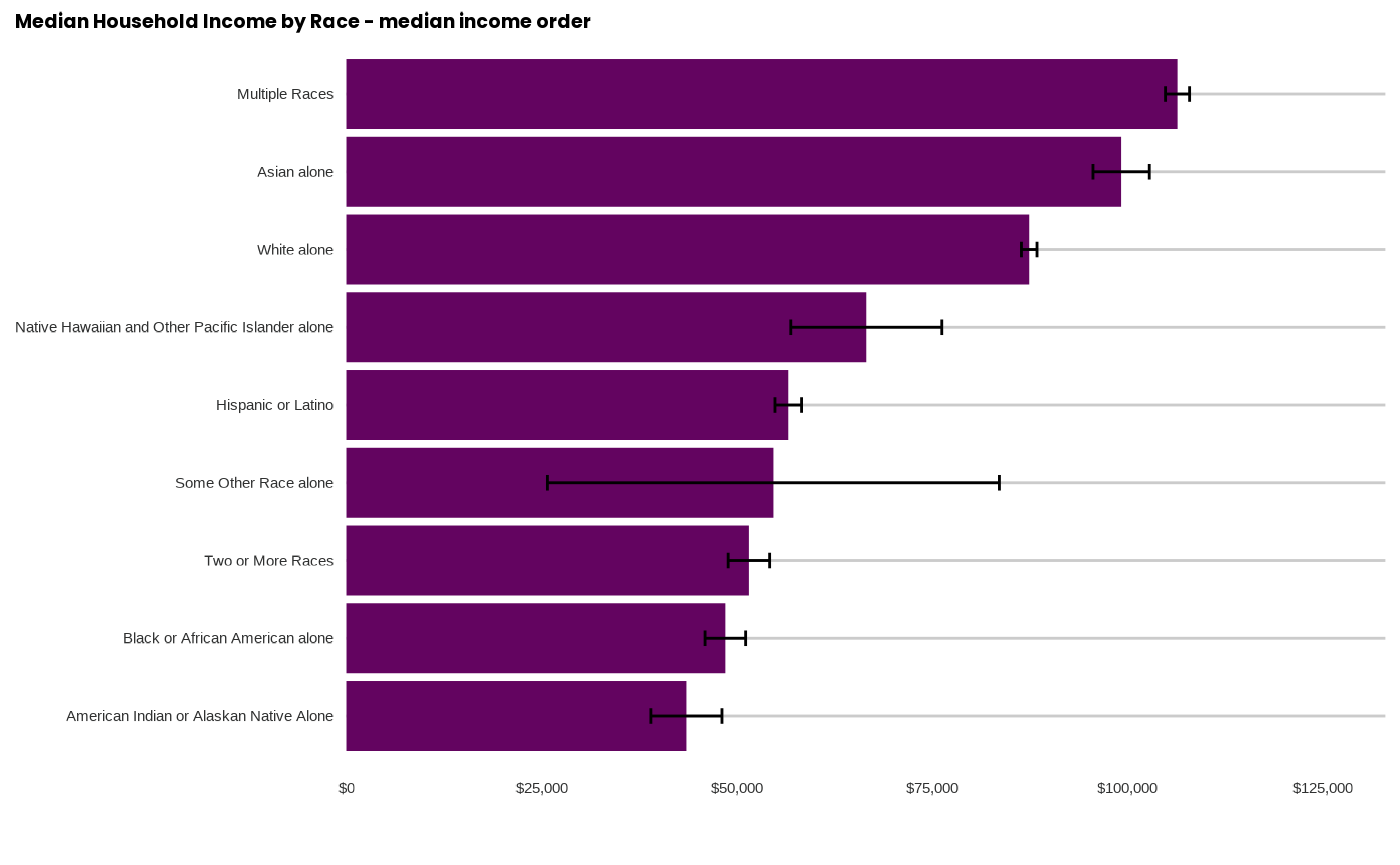 Median Household Income by Race - median income order
Multiple Races
Asian alone
White alone
Native Hawaiian and Other Pacific Islander alone
Hispanic or Latino
Some Other Race alone
Two or More Races
Black or African American alone
American Indian or Alaskan Native Alone
$0 $25,000 $50,000 $75,000 $100,000 $125,000